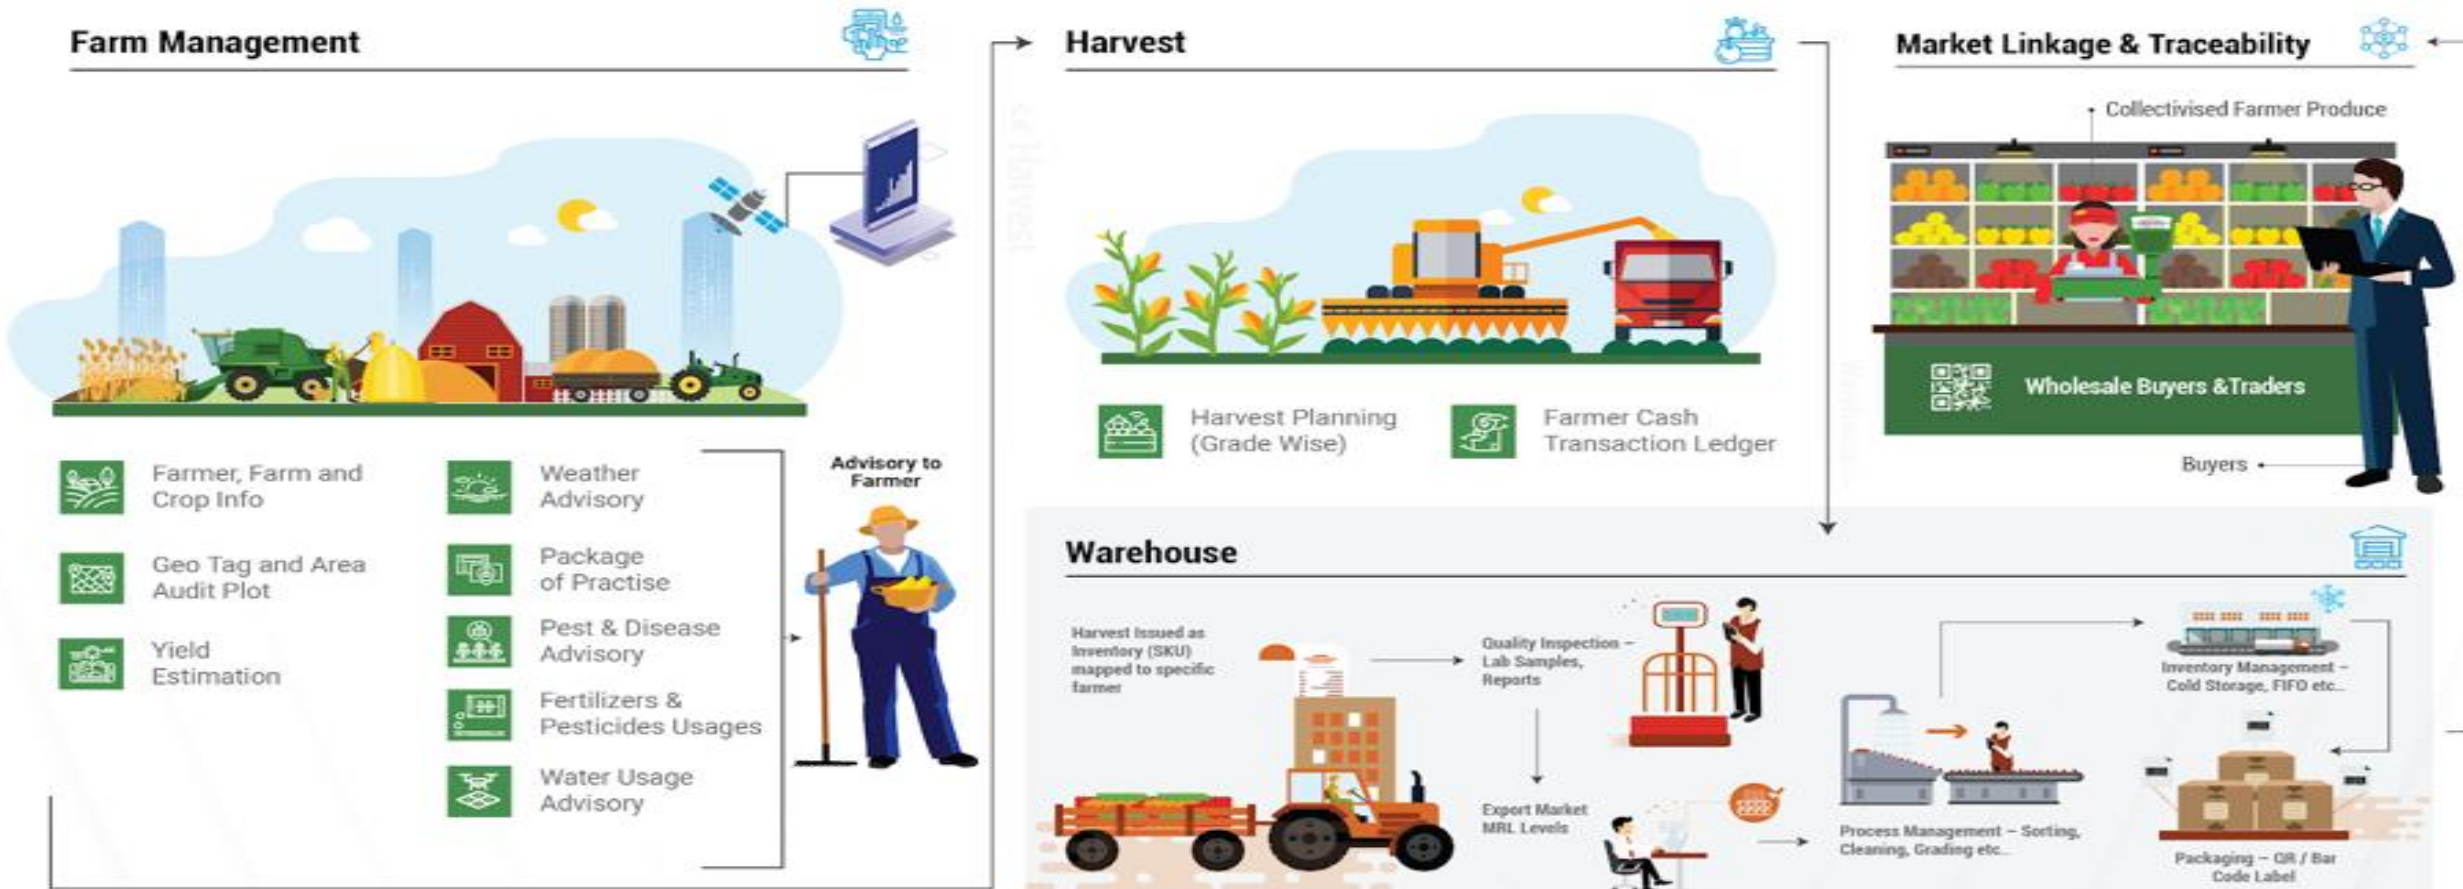 Farm Management
Farmer, Farm and
Crop Info
Geo Tag and Area
Audit Plot
Yield
Estimation
Weather
Advisory
Package
of Practise
Pest & Disease
Advisory
Fertilizers &
Pesticides Usages
Water Usage
Advisory
Advisory to
Farmer
Harvest
Harvest Planning
(Grade Wise)
Farmer Cash
Transaction Ledger
Market Linkage & Traceability
Collectivised Farmer Produce
Wholesale Buyers &Traders
Buyers
Warehouse
Harvest Issued as
Inventory (SKU)
mapped to specific
farmer
Quality Inspection –
Lab Samples,
Reports
Export Market
MRL Levels
Process Management – Sorting,
Cleaning, Grading etc..
Inventory Management –
Cold Storage, FIFO etc..
Packaging – QR / Bar
Code Label